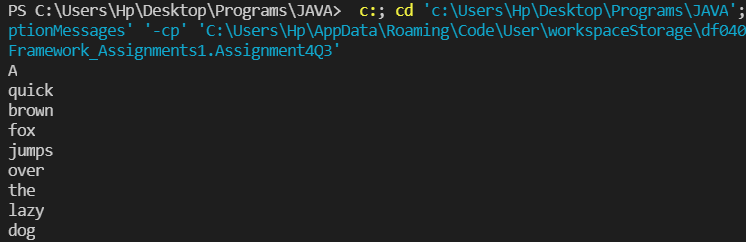 PS C:\Users\Hp\Desktop\Programs\JAVA>  c:; cd 'c:\Users\Hp\Desktop\Programs\JAVA';
ptionMessages' '-cp' 'C:\Users\Hp\AppData\Roaming\Code\User\workspaceStorage\df040
Framework_Assignments1.Assignment4Q3'
A
quick
brown
fox
jumps
over
the
lazy
dog